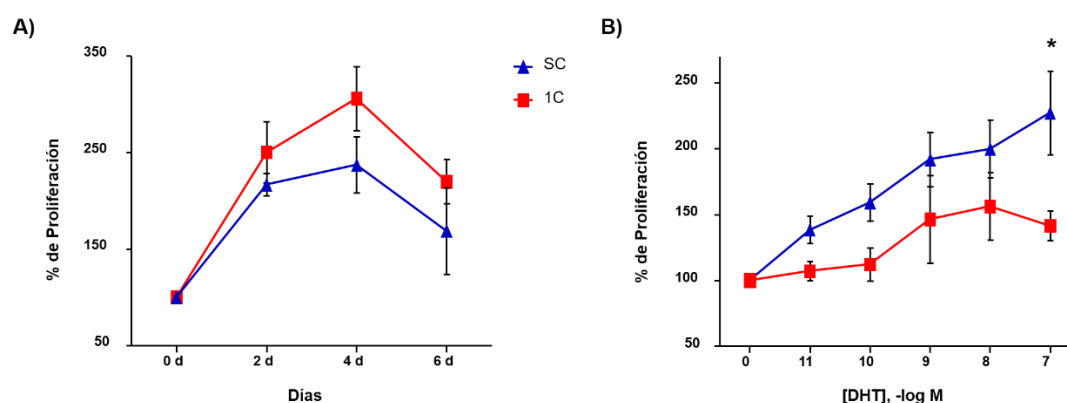 A)
350
250
150
50
% de Proliferación
0 d 2 d 4 d 6 d
Días
SC
1C
B)
*
250
200
150
100
50
% de Proliferación
0 11 10 9 8 7
[DHT], -log M